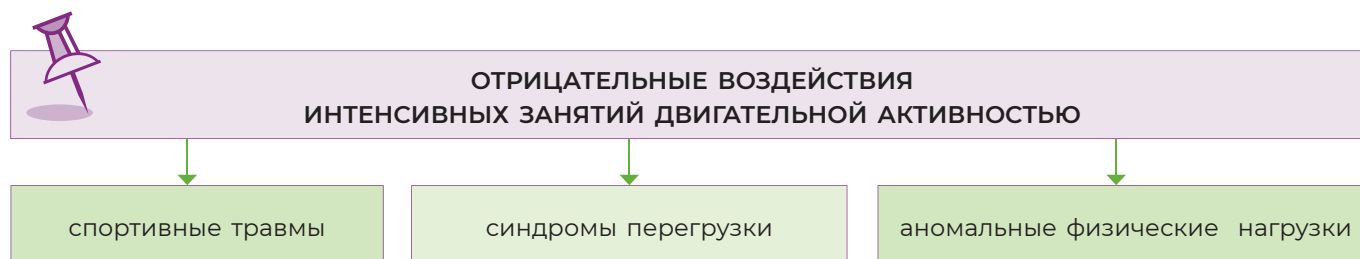 ОТРИЦАТЕЛЬНЫЕ ВОЗДЕЙСТВИЯ
ИНТЕНСИВНЫХ ЗАНЯТИЙ ДВИГАТЕЛЬНОЙ АКТИВНОСТЬЮ
спортивные травмы
синдромы перегрузки
аномальные физические нагрузки